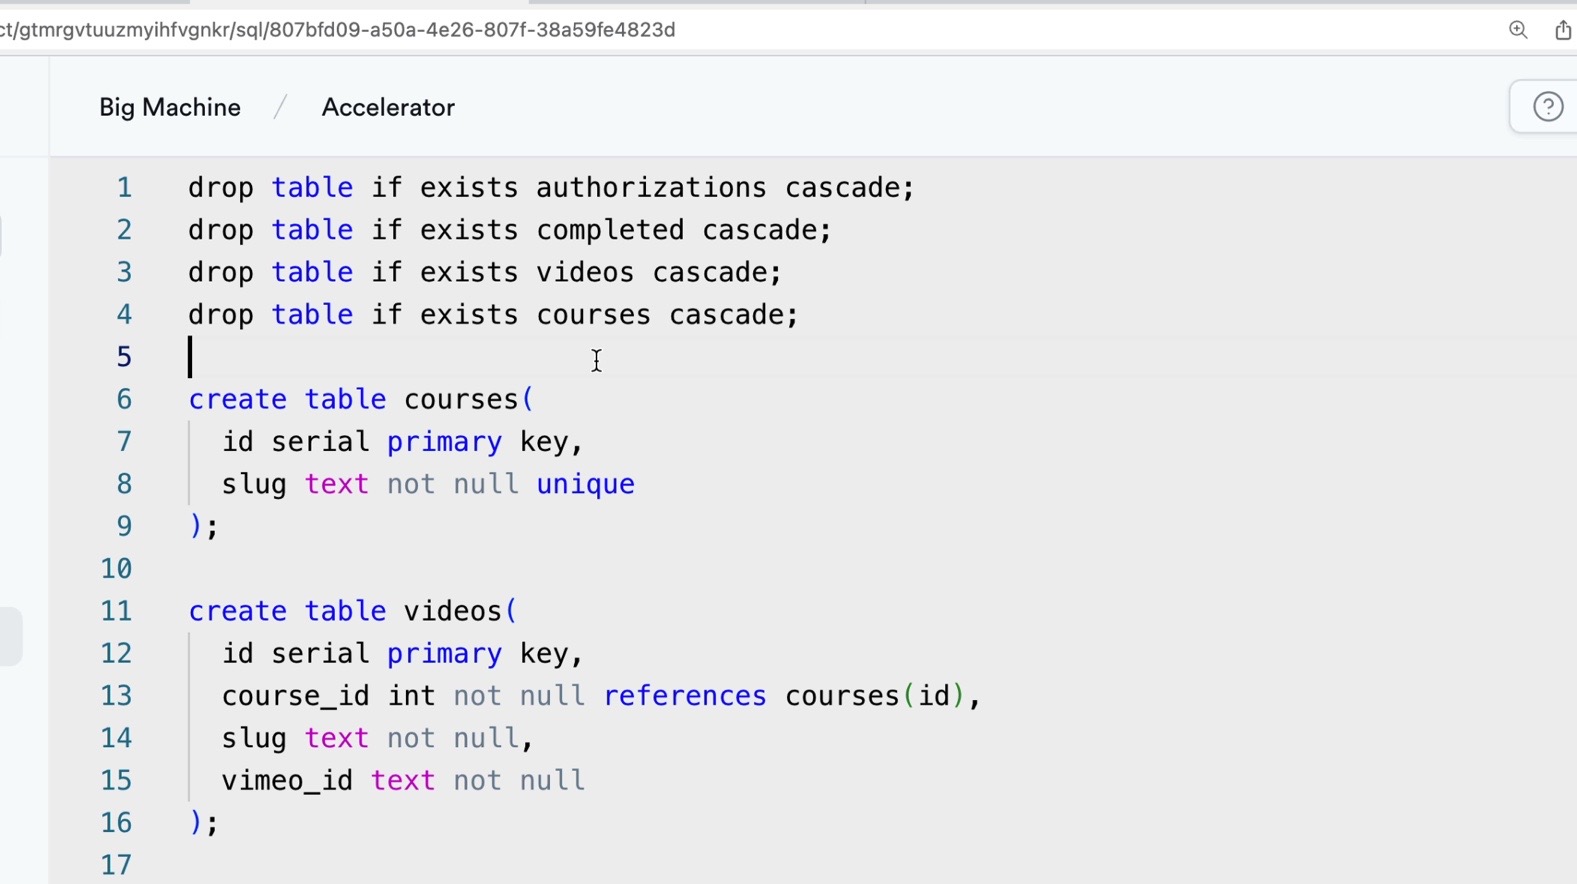 ct/gtmrgvtuuzmyihfvgnkr/sql/807bfd09-a50a-4e26-807f-38a59fe4823d
Big Machine / Accelerator
1 drop table if exists authorizations cascade;
2 drop table if exists completed cascade;
3 drop table if exists videos cascade;
4 drop table if exists courses cascade;
5
6 create table courses(
7   id serial primary key,
8   slug text not null unique
9 );
10
11 create table videos(
12   id serial primary key,
13   course_id int not null references courses(id),
14   slug text not null,
15   vimeo_id text not null
16 );
17